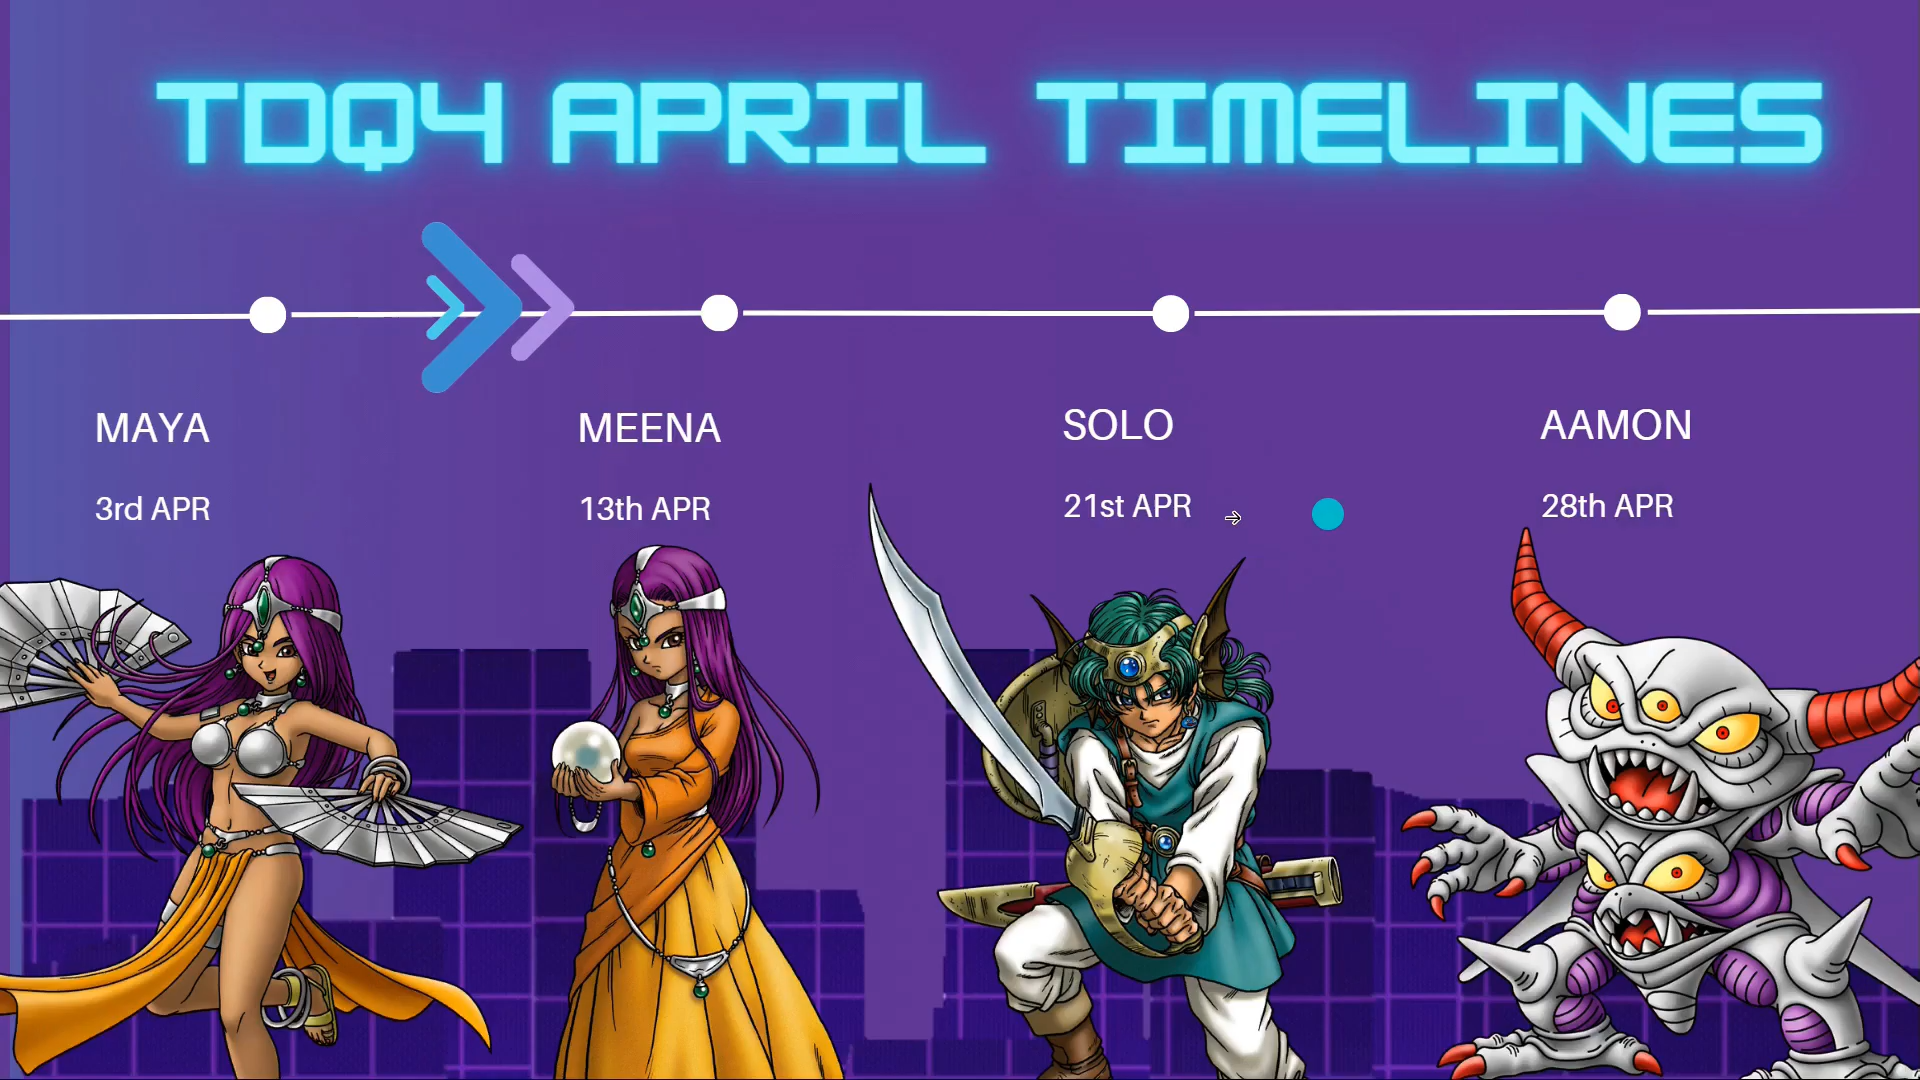 TDQ4 APRIL TIMELINES
MAYA
3rd APR
MEENA
13th APR
SOLO
21st APR
AAMON
28th APR